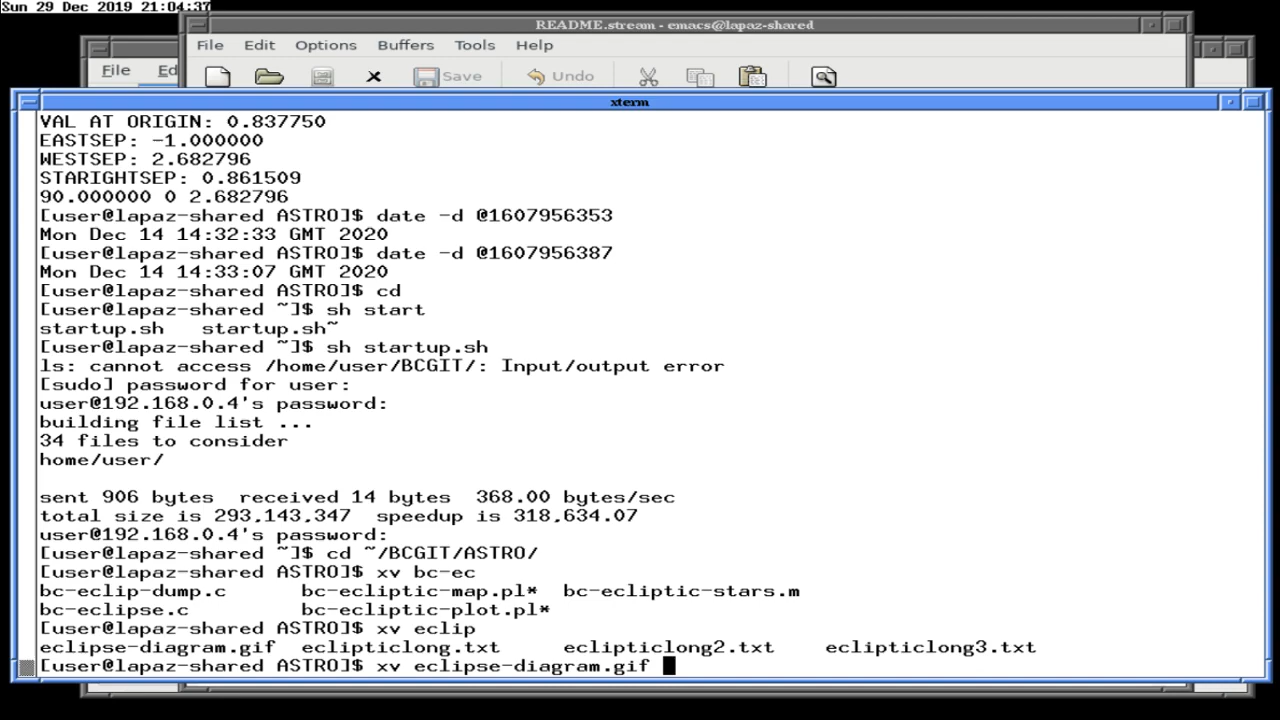 Sun 29 Dec 2019 21:04:37
README.stream - emacs@lapaz-shared
File Edit Options Buffers Tools Help
File Ed
Save Undo
xterm
VAL AT ORIGIN: 0.837750
EASTSEP: -1.000000
WESTSEP: 2.682796
STARIGHTSEP: 0.861509
90.000000 0 2.682796
[user@lapaz-shared ASTRO]$ date -d @1607956353
Mon Dec 14 14:32:33 GMT 2020
[user@lapaz-shared ASTRO]$ date -d @1607956387
Mon Dec 14 14:33:07 GMT 2020
[user@lapaz-shared ASTRO]$ cd
[user@lapaz-shared ~]$ sh start
startup.sh startup.sh~
[user@lapaz-shared ~]$ sh startup.sh
ls: cannot access /home/user/BCGIT/: Input/output error
[sudo] password for user:
user@192.168.0.4's password:
building file list ...
34 files to consider
home/user/
sent 906 bytes received 14 bytes 368.00 bytes/sec
total size is 293,143,347 speedup is 318,634.07
user@192.168.0.4's password:
[user@lapaz-shared ~]$ cd ~/BCGIT/ASTRO/
[user@lapaz-shared ASTRO]$ xv bc-ec
bc-eclip-dump.c bc-ecliptic-map.pl* bc-ecliptic-stars.m
bc-eclipse.c bc-ecliptic-plot.pl*
[user@lapaz-shared ASTRO]$ xv eclip
eclipse-diagram.gif eclipticlong.txt eclipticlong2.txt eclipticlong3.txt
[user@lapaz-shared ASTRO]$ xv eclipse-diagram.gif